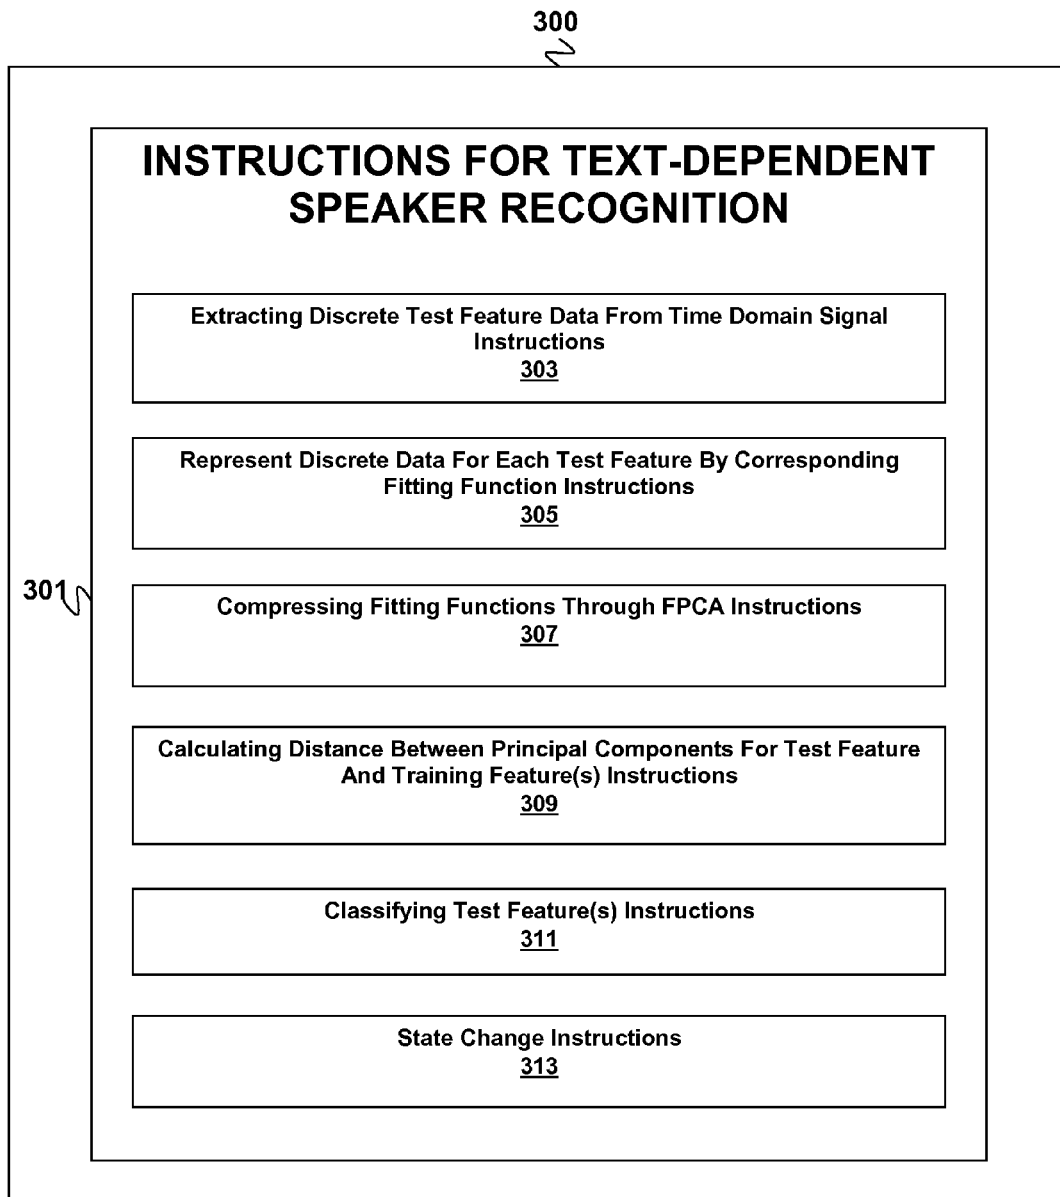 300
INSTRUCTIONS FOR TEXT-DEPENDENT
SPEAKER RECOGNITION
Extracting Discrete Test Feature Data From Time Domain Signal
Instructions
303
Represent Discrete Data For Each Test Feature By Corresponding
Fitting Function Instructions
305
301
Compressing Fitting Functions Through FPCA Instructions
307
Calculating Distance Between Principal Components For Test Feature
And Training Feature(s) Instructions
309
Classifying Test Feature(s) Instructions
311
State Change Instructions
313